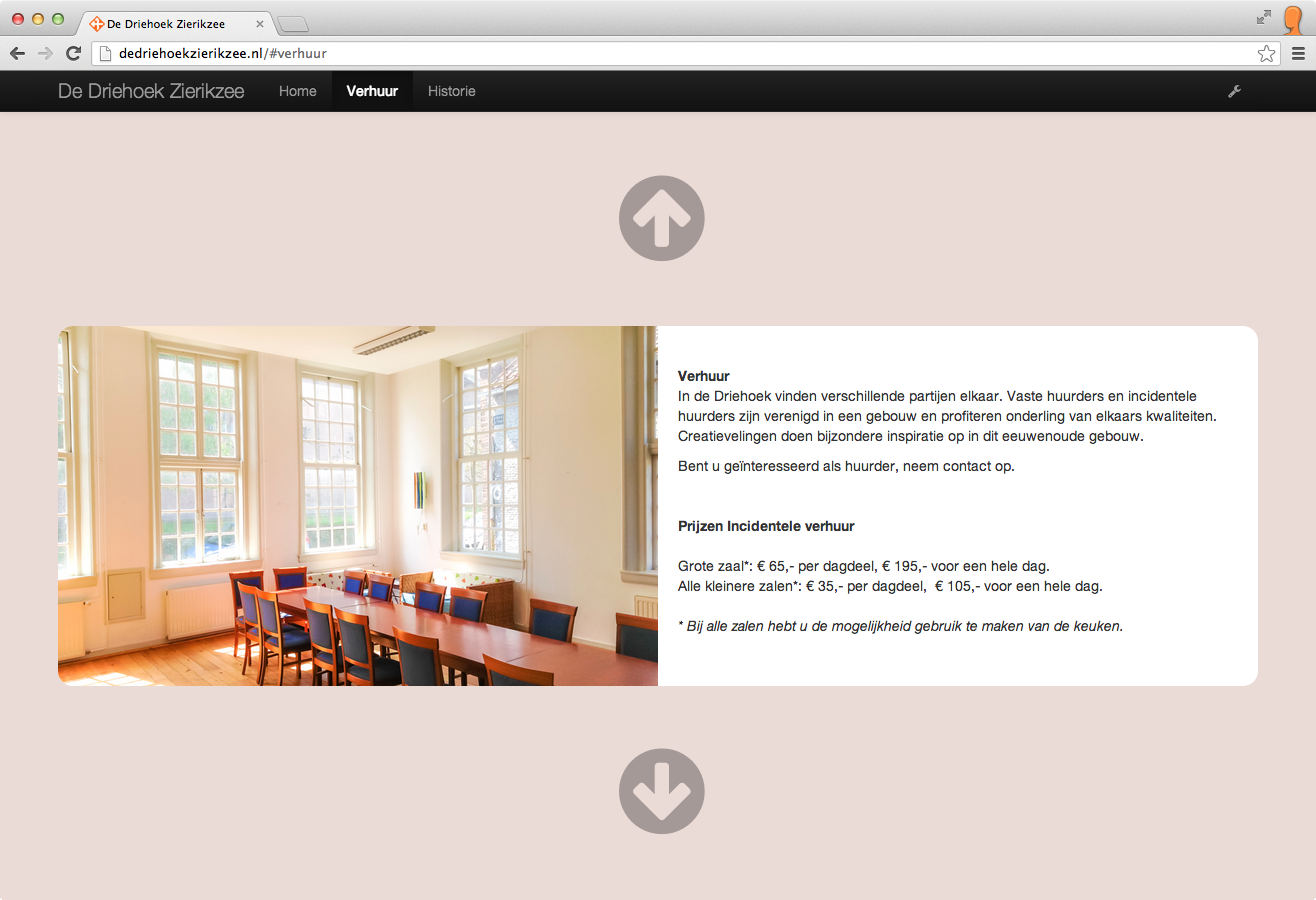 De Driehoek Zierikzee
dedriehoekzierikzee.nl/#verhuur
De Driehoek Zierikzee Home Verhuur Historie
Verhuur
In de Driehoek vinden verschillende partijen elkaar. Vaste huurders en incidentele
huurders zijn verenigd in een gebouw en profiteren onderling van elkaars kwaliteiten.
Creatievelingen doen bijzondere inspiratie op in dit eeuwenoude gebouw.
Bent u geïnteresseerd als huurder, neem contact op.
Prijzen Incidentele verhuur
Grote zaal*: € 65,- per dagdeel, € 195,- voor een hele dag.
Alle kleinere zalen*: € 35,- per dagdeel,  € 105,- voor een hele dag.
* Bij alle zalen hebt u de mogelijkheid gebruik te maken van de keuken.